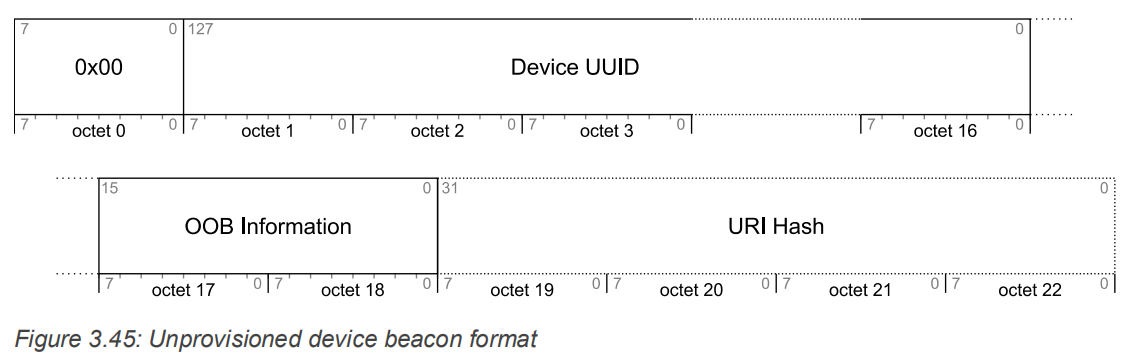 7 0 127 0
0x00 Device UUID
7 octet 0 0 7 octet 1 0 7 octet 2 0 7 octet 3 0 7 octet 16 0
15 0 31 0
OOB Information URI Hash
7 octet 17 0 7 octet 18 0 7 octet 19 0 7 octet 20 0 7 octet 21 0 7 octet 22 0
Figure 3.45: Unprovisioned device beacon format